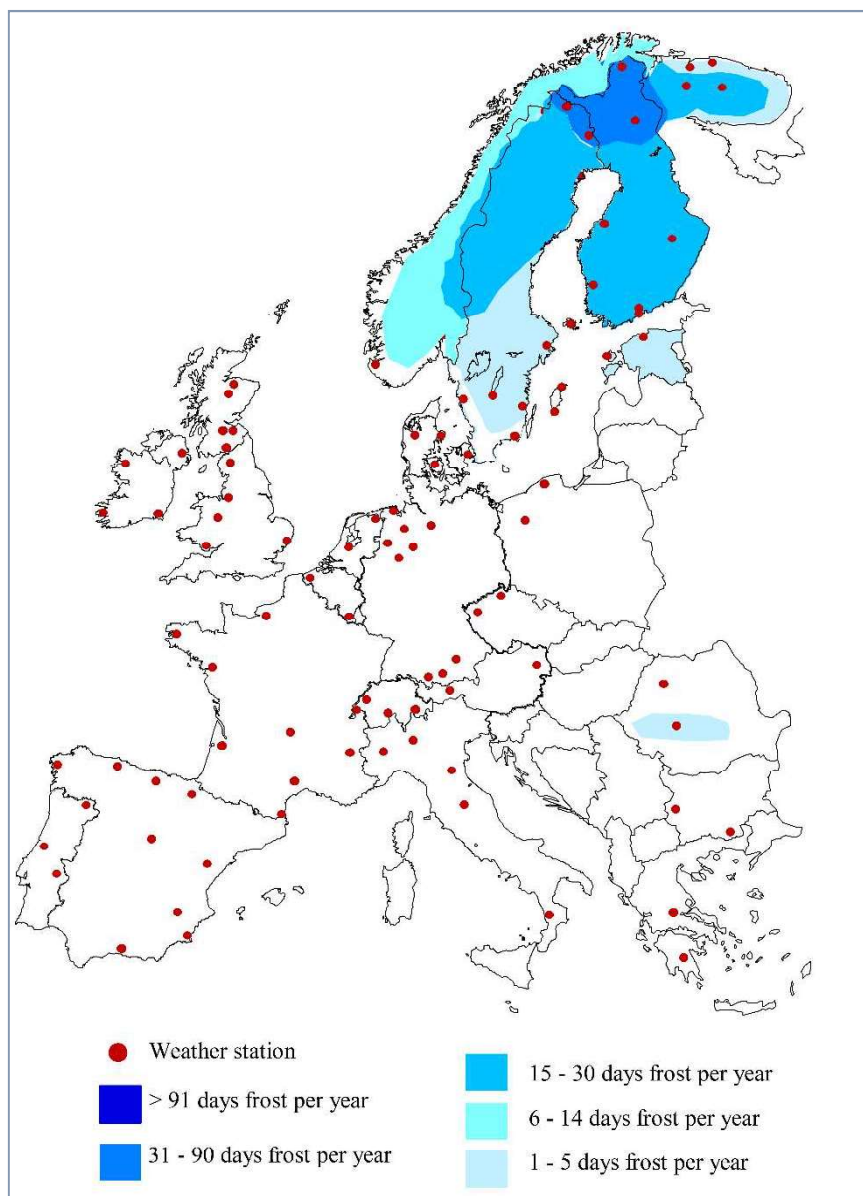 Weather station
> 91 days frost per year
31 - 90 days frost per year
15 - 30 days frost per year
6 - 14 days frost per year
1 - 5 days frost per year